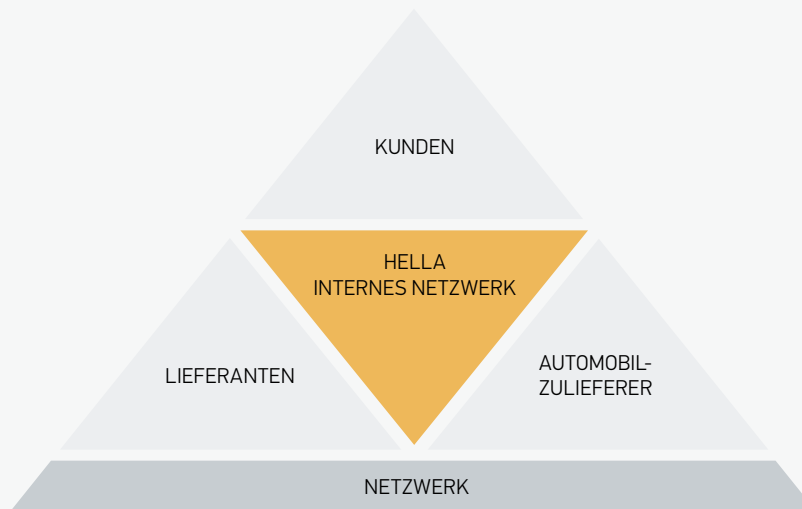 KUNDEN
HELLA
INTERNES NETZWERK
LIEFERANTEN
AUTOMOBIL-
ZULIEFERER
NETZWERK